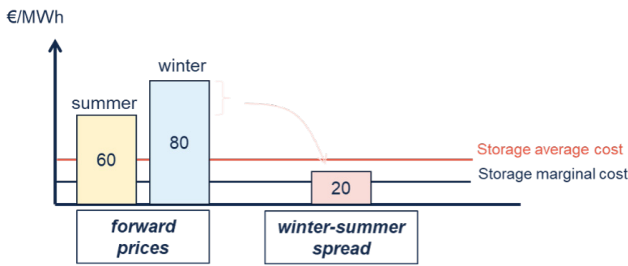 €/MWh
winter
summer
60
80
20
Storage average cost
Storage marginal cost
forward
prices
winter-summer
spread